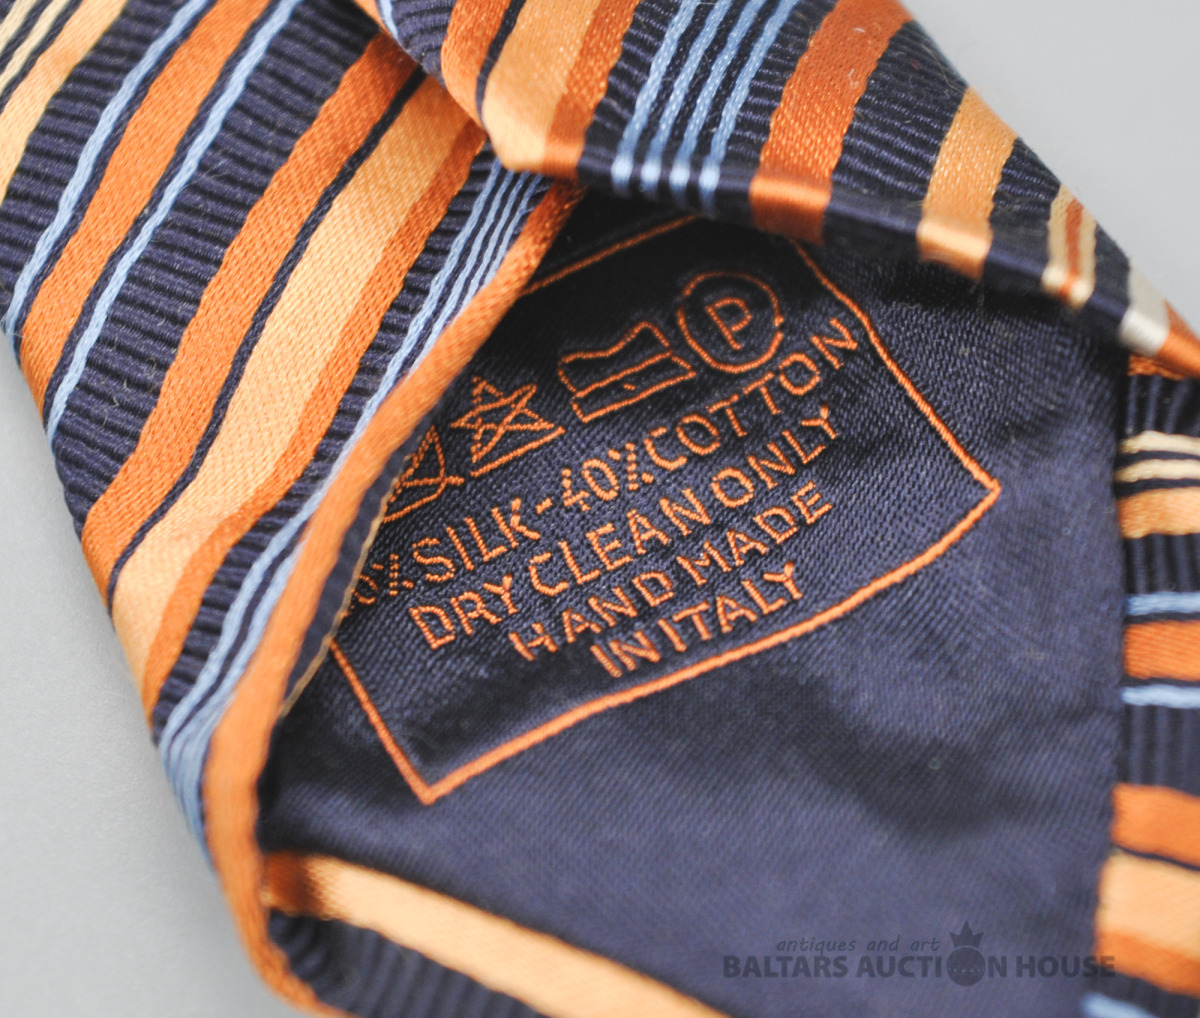 P
% SILK-40% COTTON
DRY CLEAN ONLY
HAND MADE
IN ITALY
antiques and art
BALTARS AUCTION HOUSE